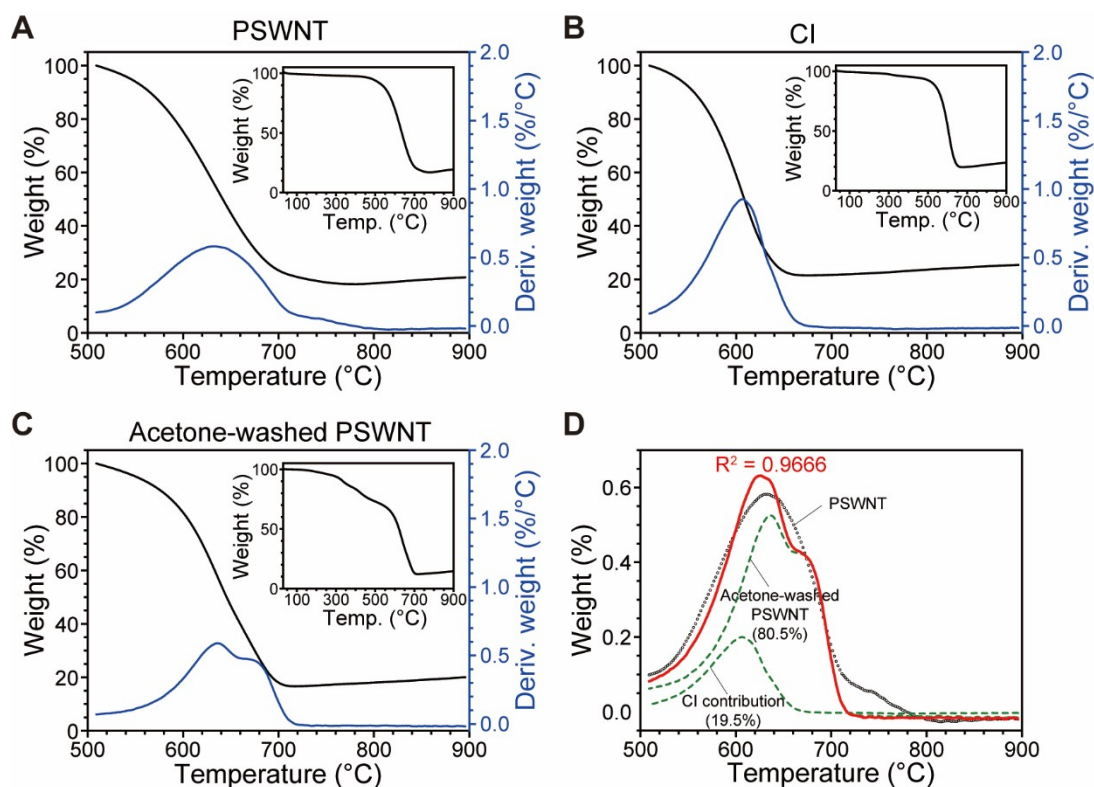 A
PSWNT
Weight (%)
100
80
60
40
20
0
500
600
700
800
900
Temperature (°C)
2.0
1.5
1.0
0.5
0.0
Deriv. weight (%/°C)
Weight (%)
100
50
0
100
300
500
700
900
Temp. (°C)
B
CI
Weight (%)
100
80
60
40
20
0
500
600
700
800
900
Temperature (°C)
2.0
1.5
1.0
0.5
0.0
Deriv. weight (%/°C)
Weight (%)
100
50
0
100
300
500
700
900
Temp. (°C)
C
Acetone-washed PSWNT
Weight (%)
100
80
60
40
20
0
500
600
700
800
900
Temperature (°C)
2.0
1.5
1.0
0.5
0.0
Deriv. weight (%/°C)
Weight (%)
100
50
0
100
300
500
700
900
Temp. (°C)
D
R² = 0.9666
PSWNT
Acetone-washed
PSWNT
(80.5%)
CI contribution
(19.5%)
Weight (%)
0.6
0.4
0.2
0.0
500
600
700
800
900
Temperature (°C)